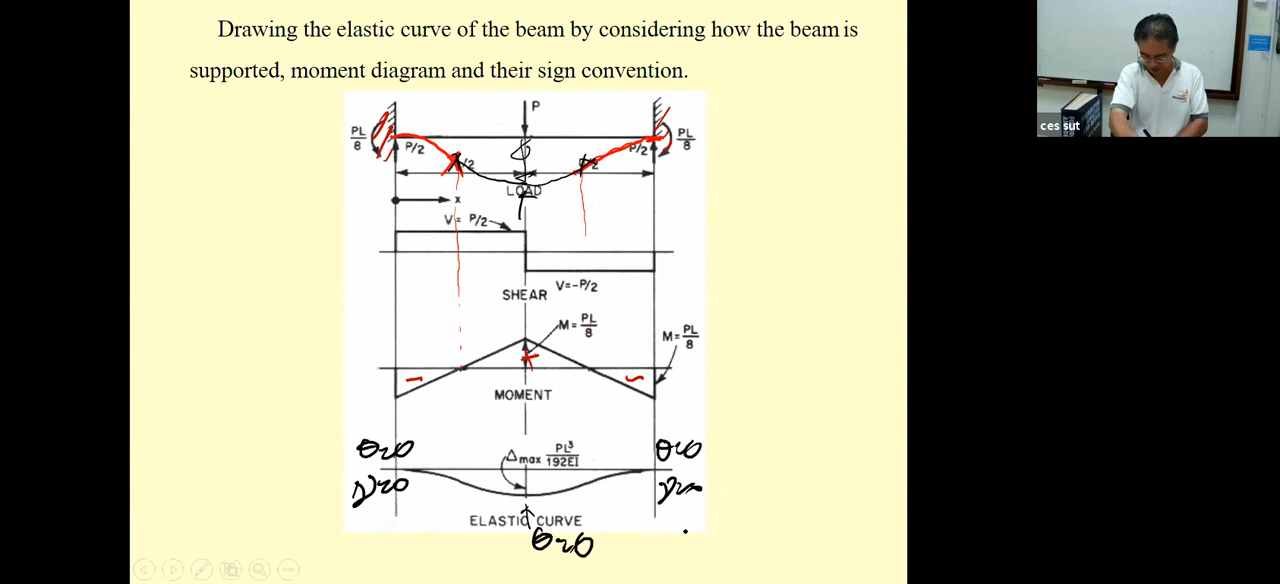 Drawing the elastic curve of the beam by considering how the beam is
supported, moment diagram and their sign convention.
ces sut
P
PL/8
PL/8
P/2
P/2
LOAD
x
V= P/2
V=-P/2
SHEAR
M= PL/8
M= PL/8
MOMENT
θ=0
θ=0
Δmax PL³/192EI
ELASTIC CURVE
θ=0